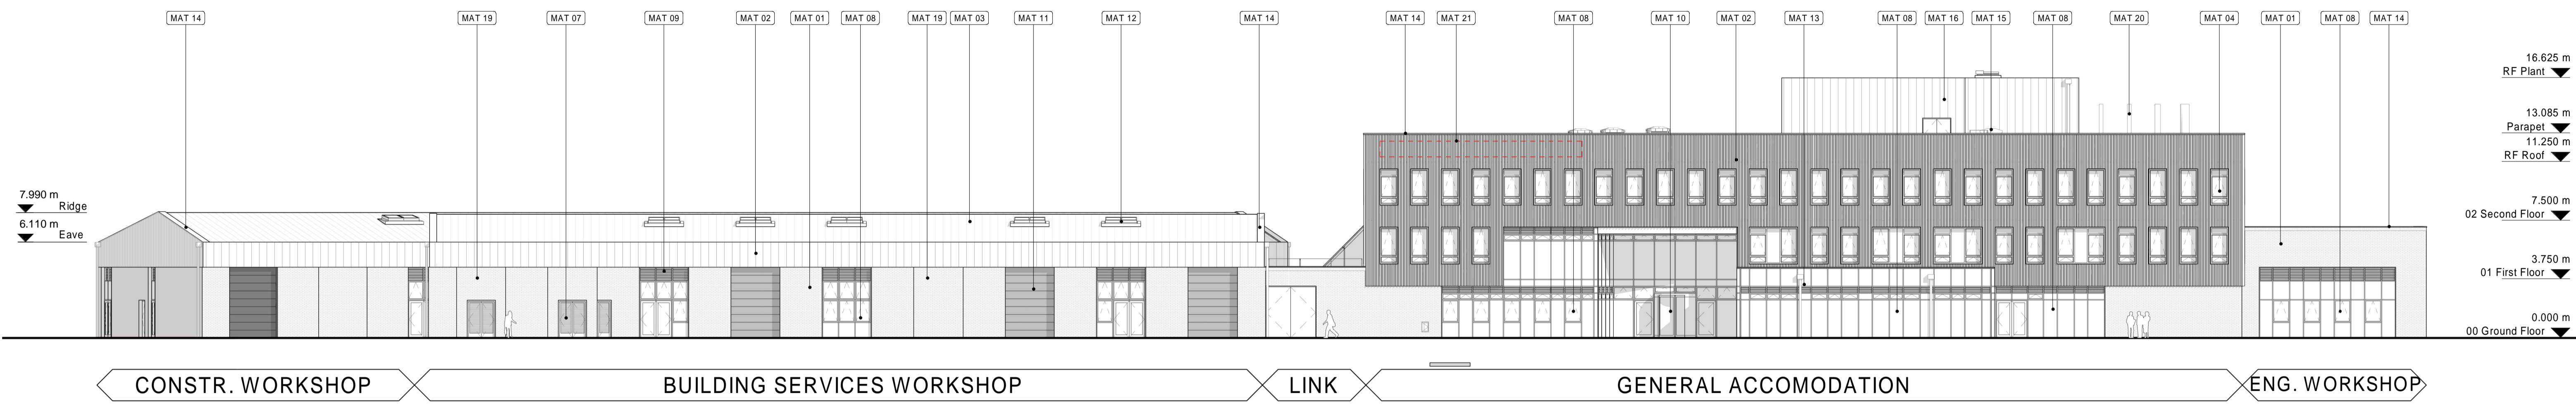 MAT 14
MAT 19
MAT 07
MAT 09
MAT 02
MAT 01
MAT 08
MAT 19
MAT 03
MAT 11
MAT 12
MAT 14
MAT 14
MAT 21
MAT 08
MAT 10
MAT 02
MAT 13
MAT 08
MAT 16
MAT 15
MAT 08
MAT 20
MAT 04
MAT 01
MAT 08
MAT 14
7.990 m
Ridge
6.110 m
Eave
16.625 m
RF Plant
13.085 m
Parapet
11.250 m
RF Roof
7.500 m
02 Second Floor
3.750 m
01 First Floor
0.000 m
00 Ground Floor
CONSTR. WORKSHOP
BUILDING SERVICES WORKSHOP
LINK
GENERAL ACCOMODATION
ENG. WORKSHOP